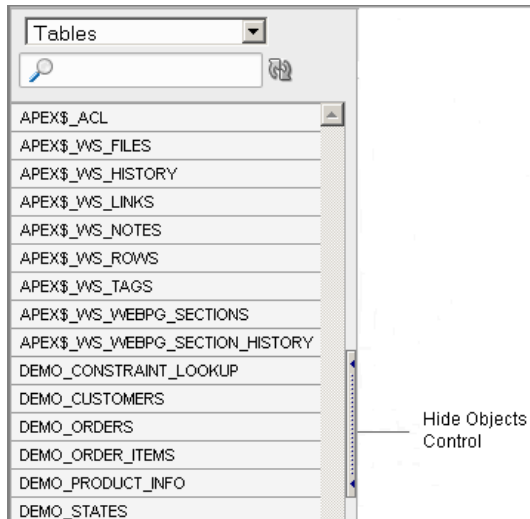 Tables
APEX$_ACL
APEX$_WS_FILES
APEX$_WS_HISTORY
APEX$_WS_LINKS
APEX$_WS_NOTES
APEX$_WS_ROWS
APEX$_WS_TAGS
APEX$_WS_WEBPG_SECTIONS
APEX$_WS_WEBPG_SECTION_HISTORY
DEMO_CONSTRAINT_LOOKUP
DEMO_CUSTOMERS
DEMO_ORDERS
DEMO_ORDER_ITEMS
DEMO_PRODUCT_INFO
DEMO_STATES
Hide Objects
Control